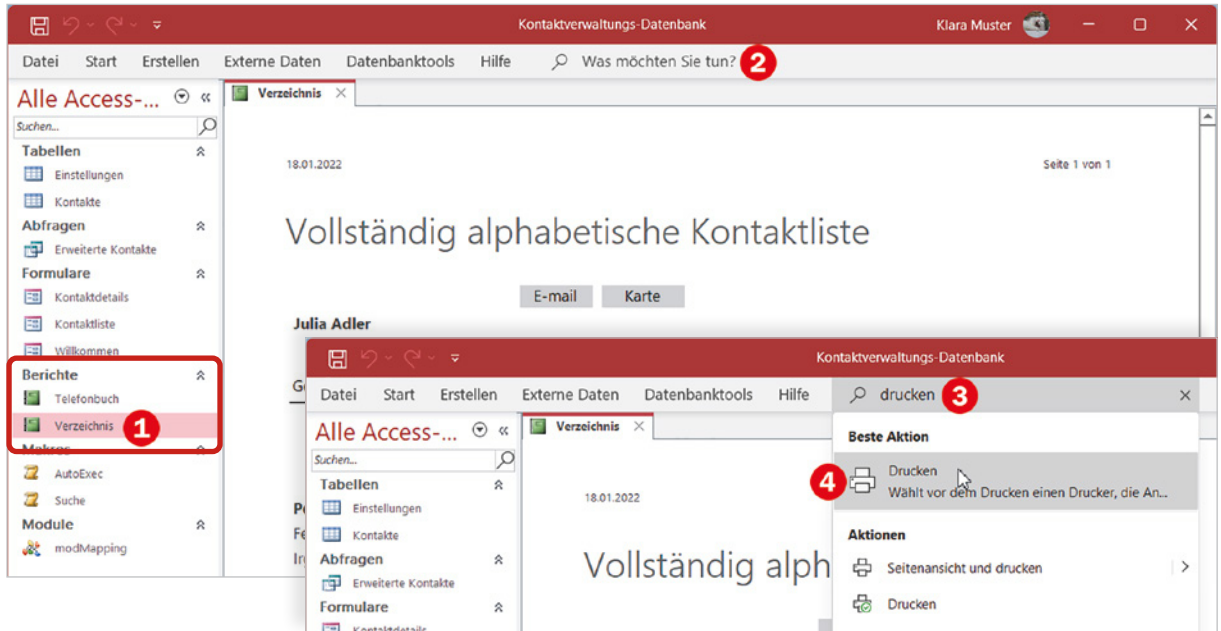 Kontaktverwaltungs-Datenbank Klara Muster
Datei Start Erstellen Externe Daten Datenbanktools Hilfe Was möchten Sie tun? 2
Alle Access-... Verzeichnis
Suchen...
Tabellen
Einstellungen
Kontakte
Abfragen
Erweiterte Kontakte
Formulare
Kontaktdetails
Kontaktliste
Willkommen
Berichte
Telefonbuch
Verzeichnis 1
Makros
AutoExec
Suche
Module
modMapping
18.01.2022 Seite 1 von 1
Vollständig alphabetische Kontaktliste
E-mail Karte
Julia Adler
Kontaktverwaltungs-Datenbank
Datei Start Erstellen Externe Daten Datenbanktools Hilfe drucken 3
Alle Access-... Verzeichnis
Suchen...
Tabellen
Einstellungen
Kontakte
Abfragen
Erweiterte Kontakte
Formulare
Kontaktdetails
18.01.2022
Vollständig alph
Beste Aktion
4 Drucken
Wählt vor dem Drucken einen Drucker, die An...
Aktionen
Seitenansicht und drucken
Drucken